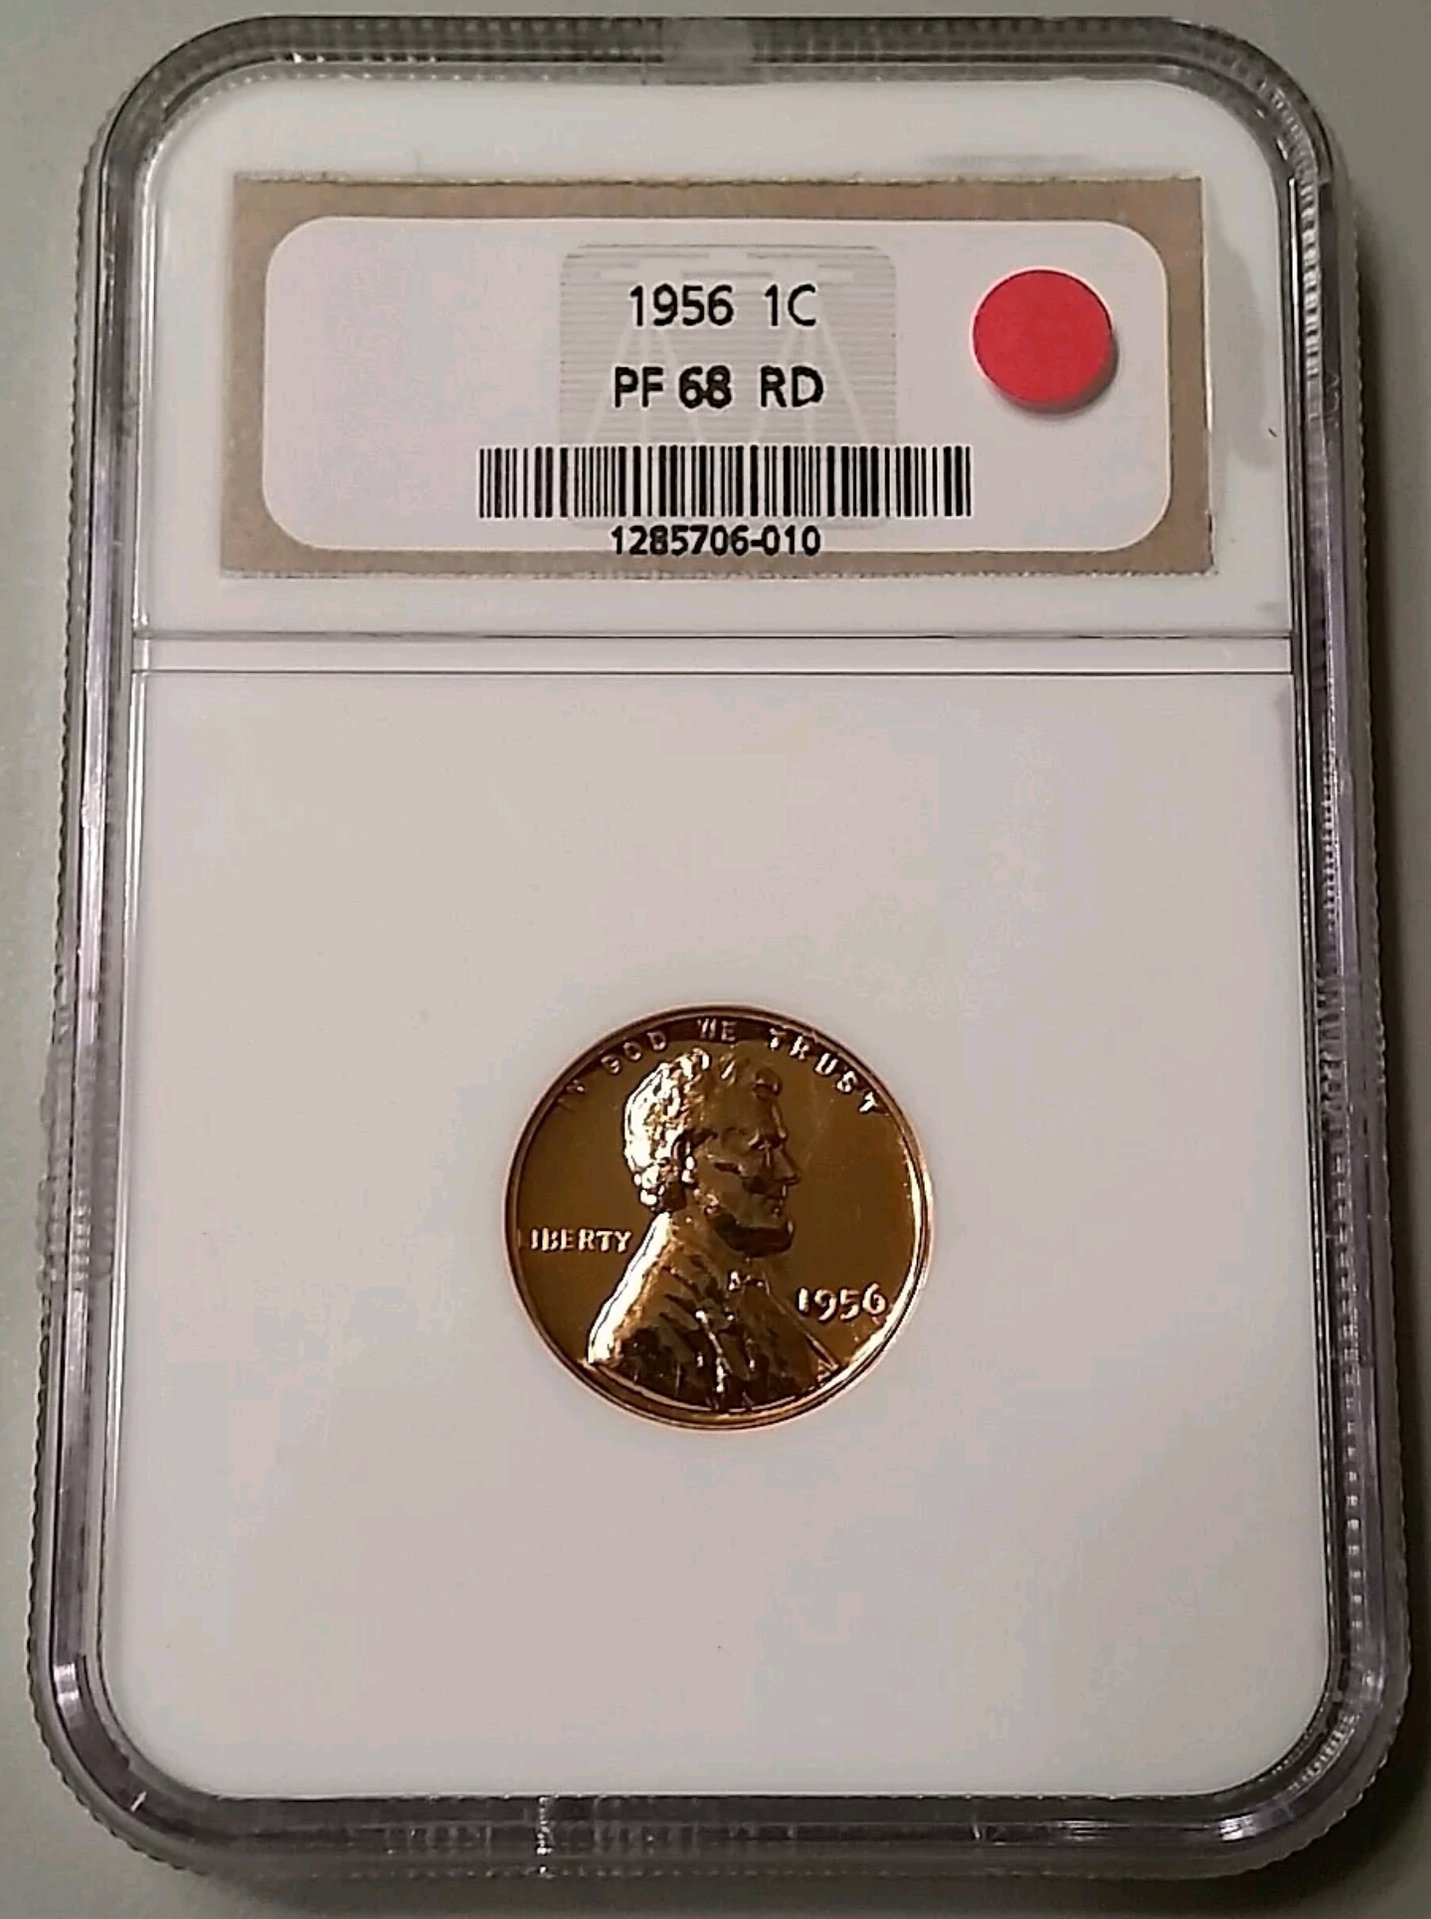 1956 1C
PF 68 RD
1285706-010
IN GOD WE TRUST
LIBERTY
1956